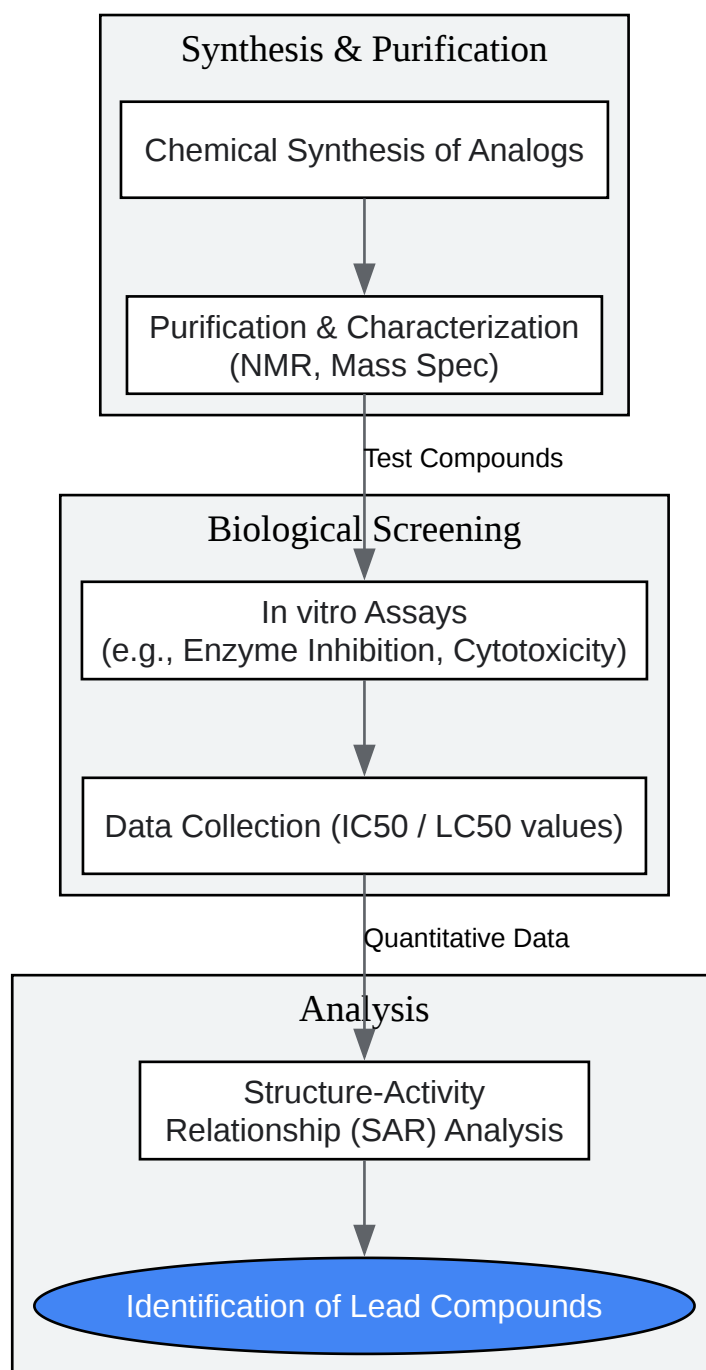 Synthesis & Purification
Chemical Synthesis of Analogs
Purification & Characterization
(NMR, Mass Spec)
Test Compounds
Biological Screening
In vitro Assays
(e.g., Enzyme Inhibition, Cytotoxicity)
Data Collection (IC50 / LC50 values)
Quantitative Data
Analysis
Structure-Activity
Relationship (SAR) Analysis
Identification of Lead Compounds